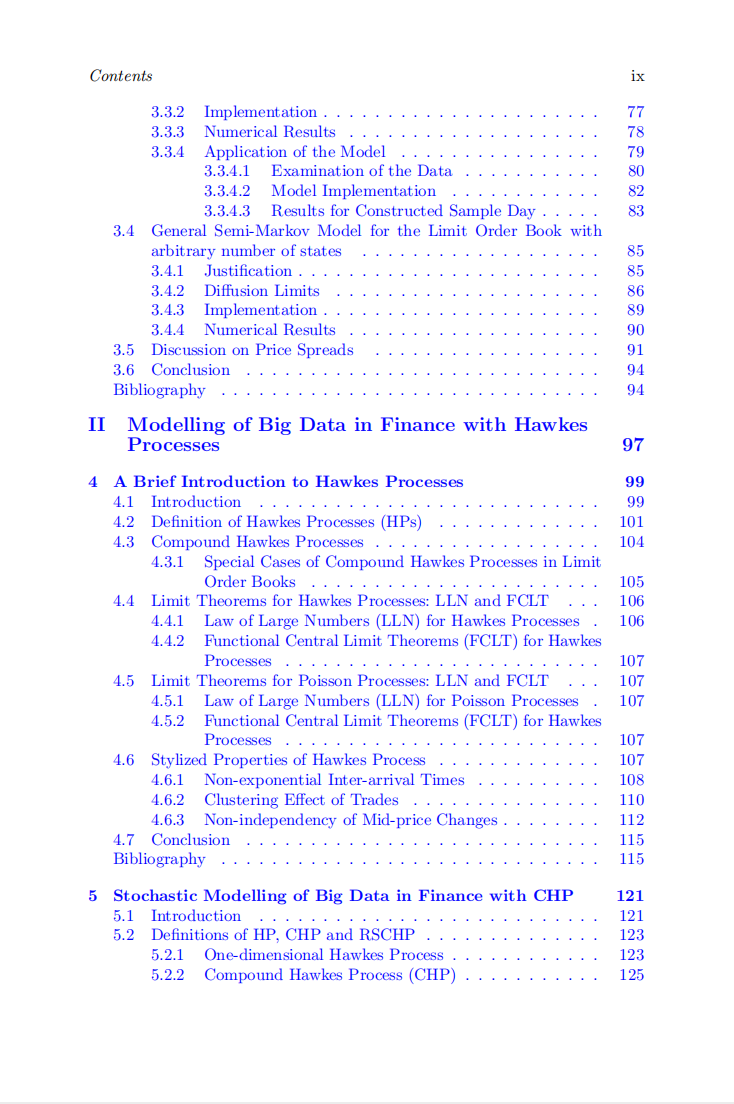 Contents ix
3.3.2 Implementation . . . . . . . . . . . . . . . . . . . . . . 77
3.3.3 Numerical Results . . . . . . . . . . . . . . . . . . . . 78
3.3.4 Application of the Model . . . . . . . . . . . . . . . . 79
3.3.4.1 Examination of the Data . . . . . . . . . . . 80
3.3.4.2 Model Implementation . . . . . . . . . . . . 82
3.3.4.3 Results for Constructed Sample Day . . . . . 83
3.4 General Semi-Markov Model for the Limit Order Book with
arbitrary number of states . . . . . . . . . . . . . . . . . . . 85
3.4.1 Justification . . . . . . . . . . . . . . . . . . . . . . . . 85
3.4.2 Diffusion Limits . . . . . . . . . . . . . . . . . . . . . 86
3.4.3 Implementation . . . . . . . . . . . . . . . . . . . . . . 89
3.4.4 Numerical Results . . . . . . . . . . . . . . . . . . . . 90
3.5 Discussion on Price Spreads . . . . . . . . . . . . . . . . . . 91
3.6 Conclusion . . . . . . . . . . . . . . . . . . . . . . . . . . . . 94
Bibliography . . . . . . . . . . . . . . . . . . . . . . . . . . . . . . 94
II Modelling of Big Data in Finance with Hawkes
Processes 97
4 A Brief Introduction to Hawkes Processes 99
4.1 Introduction . . . . . . . . . . . . . . . . . . . . . . . . . . . 99
4.2 Definition of Hawkes Processes (HPs) . . . . . . . . . . . . . 101
4.3 Compound Hawkes Processes . . . . . . . . . . . . . . . . . . 104
4.3.1 Special Cases of Compound Hawkes Processes in Limit
Order Books . . . . . . . . . . . . . . . . . . . . . . . 105
4.4 Limit Theorems for Hawkes Processes: LLN and FCLT . . . 106
4.4.1 Law of Large Numbers (LLN) for Hawkes Processes . 106
4.4.2 Functional Central Limit Theorems (FCLT) for Hawkes
Processes . . . . . . . . . . . . . . . . . . . . . . . . . 107
4.5 Limit Theorems for Poisson Processes: LLN and FCLT . . . 107
4.5.1 Law of Large Numbers (LLN) for Poisson Processes . 107
4.5.2 Functional Central Limit Theorems (FCLT) for Hawkes
Processes . . . . . . . . . . . . . . . . . . . . . . . . . 107
4.6 Stylized Properties of Hawkes Process . . . . . . . . . . . . . 107
4.6.1 Non-exponential Inter-arrival Times . . . . . . . . . . 108
4.6.2 Clustering Effect of Trades . . . . . . . . . . . . . . . 110
4.6.3 Non-independency of Mid-price Changes . . . . . . . . 112
4.7 Conclusion . . . . . . . . . . . . . . . . . . . . . . . . . . . . 115
Bibliography . . . . . . . . . . . . . . . . . . . . . . . . . . . . . . 115
5 Stochastic Modelling of Big Data in Finance with CHP 121
5.1 Introduction . . . . . . . . . . . . . . . . . . . . . . . . . . . 121
5.2 Definitions of HP, CHP and RSCHP . . . . . . . . . . . . . . 123
5.2.1 One-dimensional Hawkes Process . . . . . . . . . . . . 123
5.2.2 Compound Hawkes Process (CHP) . . . . . . . . . . . 125